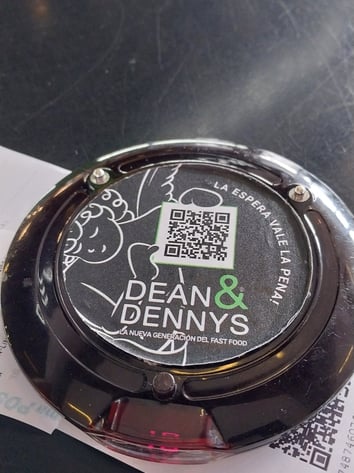 LA ESPERA VALE LA PENA!
DEAN&
DENNYS
LA NUEVA GENERACIÓN DEL FAST FOOD